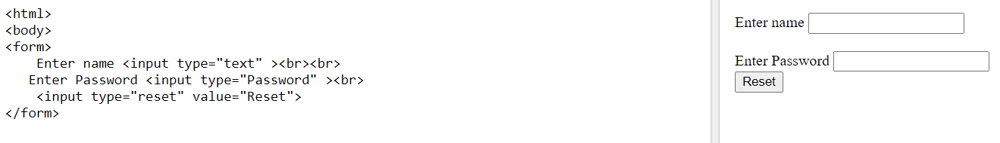 <html>
<body>
<form>
Enter name <input type="text" ><br><br>
Enter Password <input type="Password" ><br>
<input type="reset" value="Reset">
</form>
Enter name
Enter Password
Reset